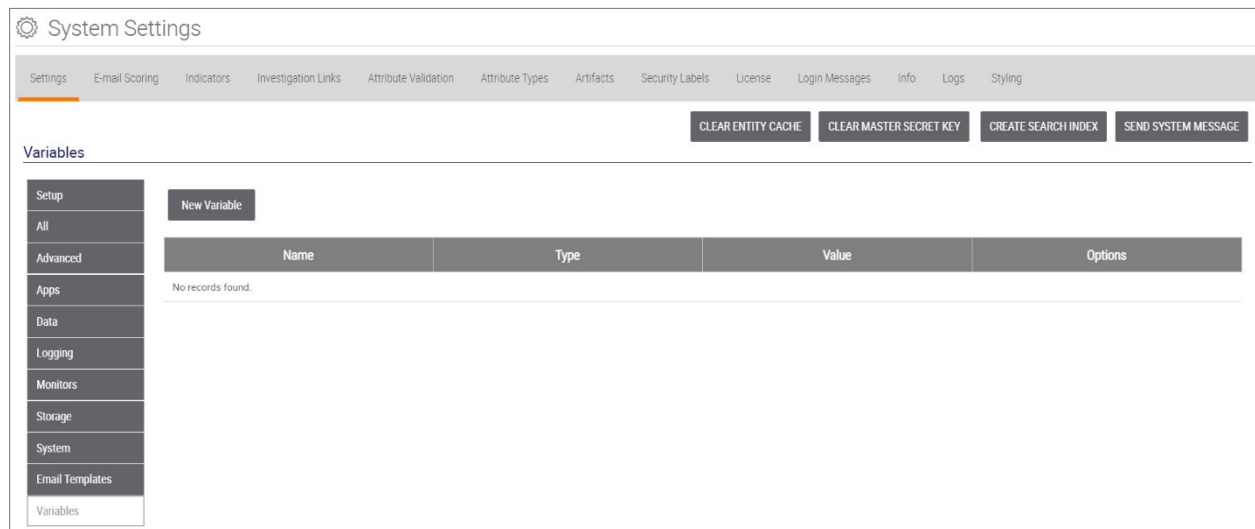 System Settings
Settings E-mail Scoring Indicators Investigation Links Attribute Validation Attribute Types Artifacts Security Labels License Login Messages Info Logs Styling
CLEAR ENTITY CACHE CLEAR MASTER SECRET KEY CREATE SEARCH INDEX SEND SYSTEM MESSAGE
Variables
Setup
New Variable
All
Advanced
Name Type Value Options
Apps
No records found.
Data
Logging
Monitors
Storage
System
Email Templates
Variables